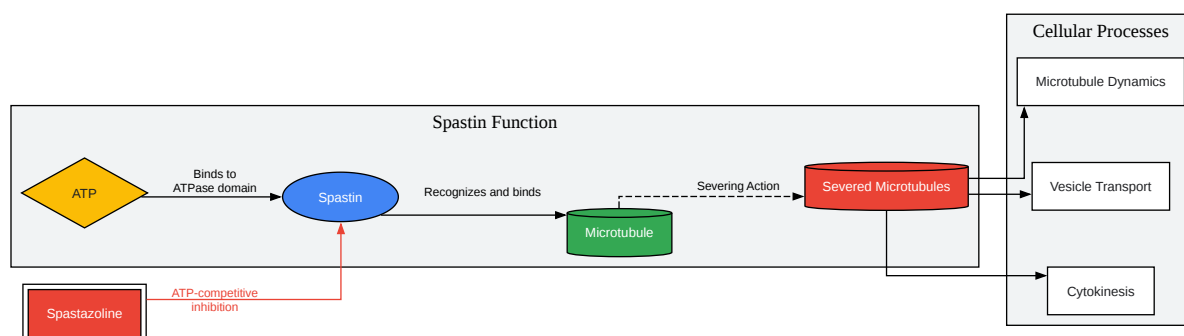 Cellular Processes
Microtubule Dynamics
Spastin Function
Binds to
ATPase domain
ATP
Spastin
Recognizes and binds
Severing Action
Severed Microtubules
Vesicle Transport
Microtubule
ATP-competitive
inhibition
Spastazoline
Cytokinesis